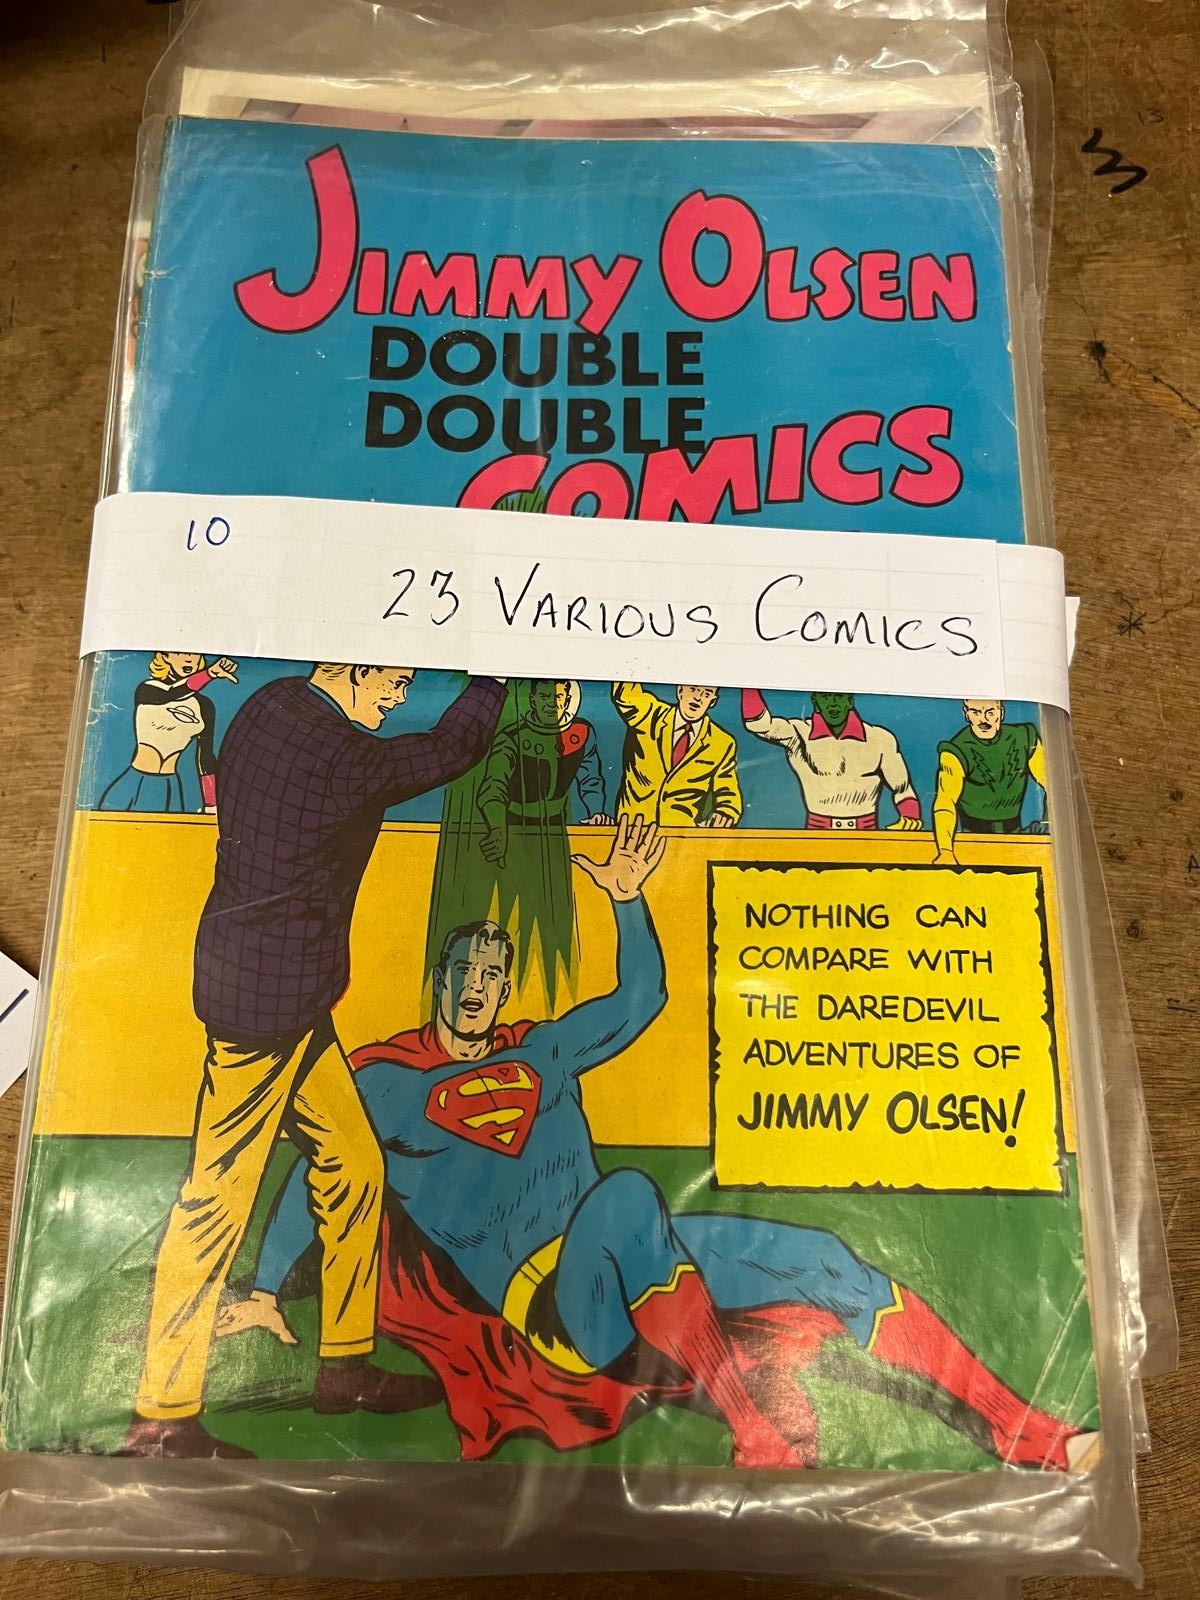 JIMMY OLSEN
DOUBLE
DOUBLE
COMICS
10
23 VARIOUS COMICS
NOTHING CAN
COMPARE WITH
THE DAREDEVIL
ADVENTURES OF
JIMMY OLSEN!